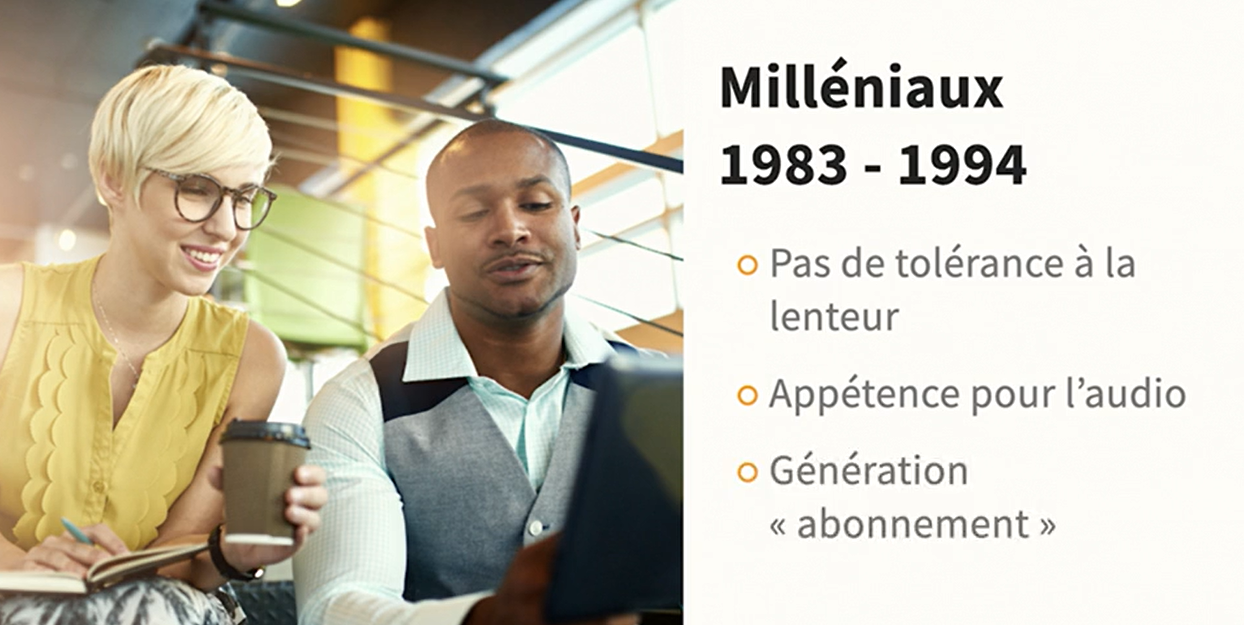 Milléniaux
1983 - 1994
Pas de tolérance à la
lenteur
Appétence pour l’audio
Génération
« abonnement »